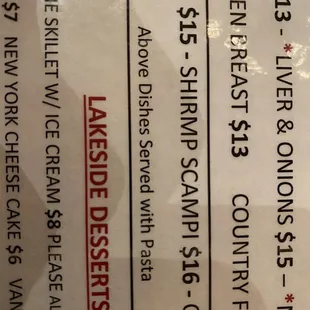 13 - *LIVER & ONIONS $15 – *
EN BREAST $13 COUNTRY F
$15 - SHIRMP SCAMPI $16 -
Above Dishes Served with Pasta
LAKESIDE DESSERTS
E SKILLET W/ ICE CREAM $8 PLEASE AL
$7 NEW YORK CHEESE CAKE $6 VAN